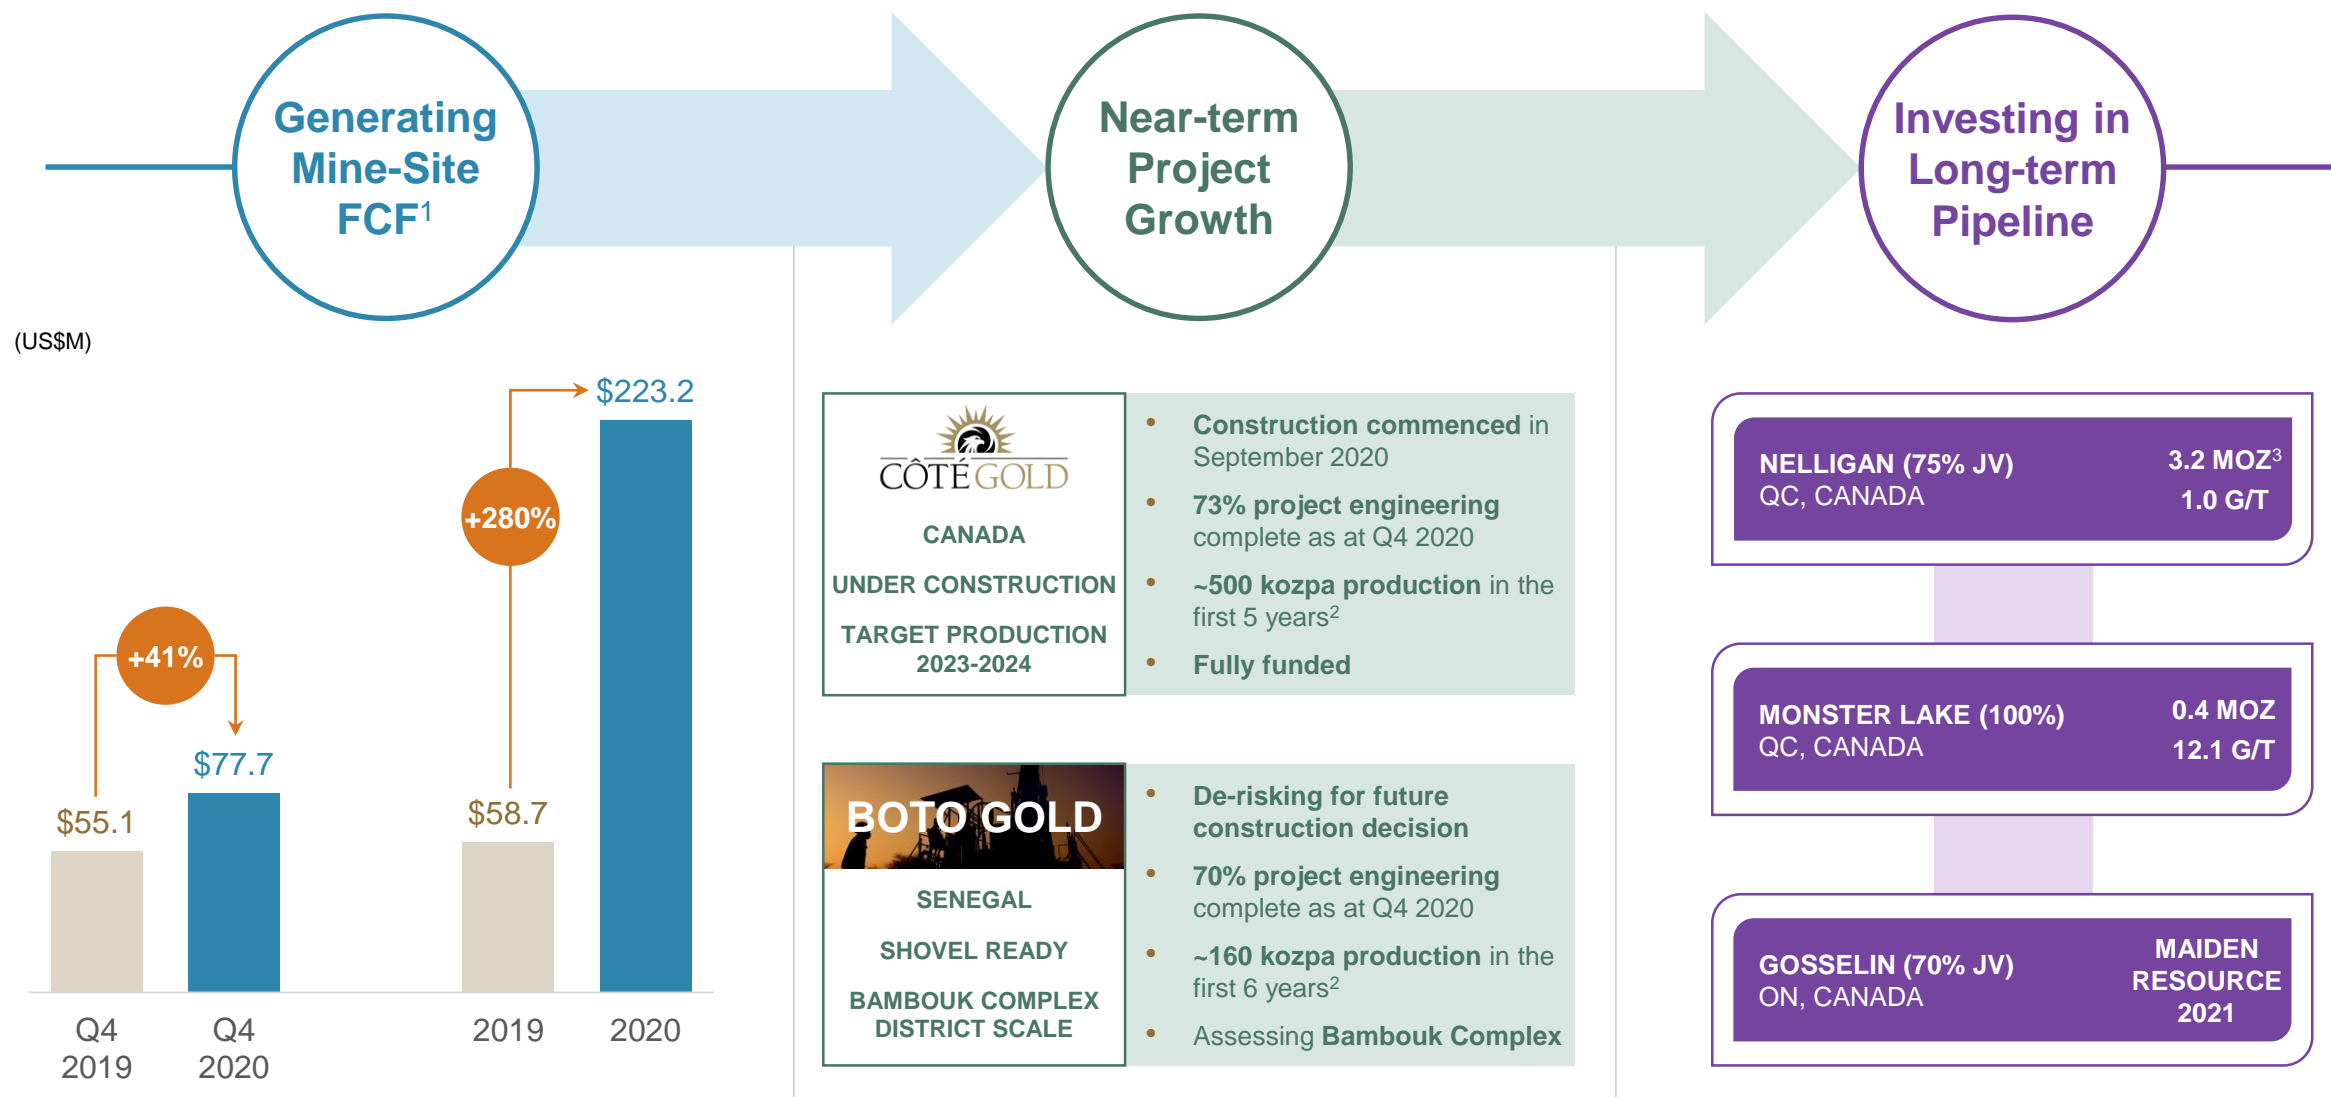 Generating
Mine-Site
FCF1
Near-term
Project
Growth
Investing in
Long-term
Pipeline
(US$M)
$55.1
+41%
$77.7
$58.7
+280%
$223.2
Q4
2019
Q4
2020
2019
2020
CÔTÉ GOLD
CANADA
UNDER CONSTRUCTION
TARGET PRODUCTION
2023-2024
• Construction commenced in
September 2020
• 73% project engineering
complete as at Q4 2020
• ~500 kozpa production in the
first 5 years2
• Fully funded
BOTO GOLD
SENEGAL
SHOVEL READY
BAMBOUK COMPLEX
DISTRICT SCALE
• De-risking for future
construction decision
• 70% project engineering
complete as at Q4 2020
• ~160 kozpa production in the
first 6 years2
• Assessing Bambouk Complex
NELLIGAN (75% JV)
QC, CANADA
3.2 MOZ3
1.0 G/T
MONSTER LAKE (100%)
QC, CANADA
0.4 MOZ
12.1 G/T
GOSSELIN (70% JV)
ON, CANADA
MAIDEN
RESOURCE
2021